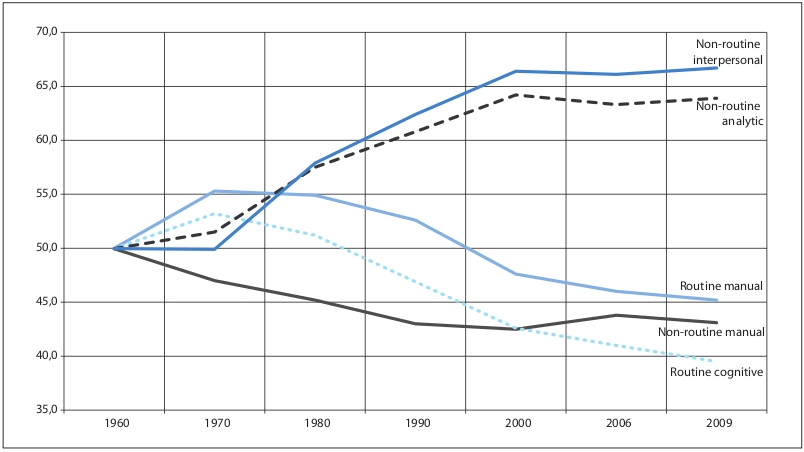 70,0
65,0
60,0
55,0
50,0
45,0
40,0
35,0
Non-routine
interpersonal
Non-routine
analytic
Routine manual
Non-routine manual
Routine cognitive
1960 1970 1980 1990 2000 2006 2009